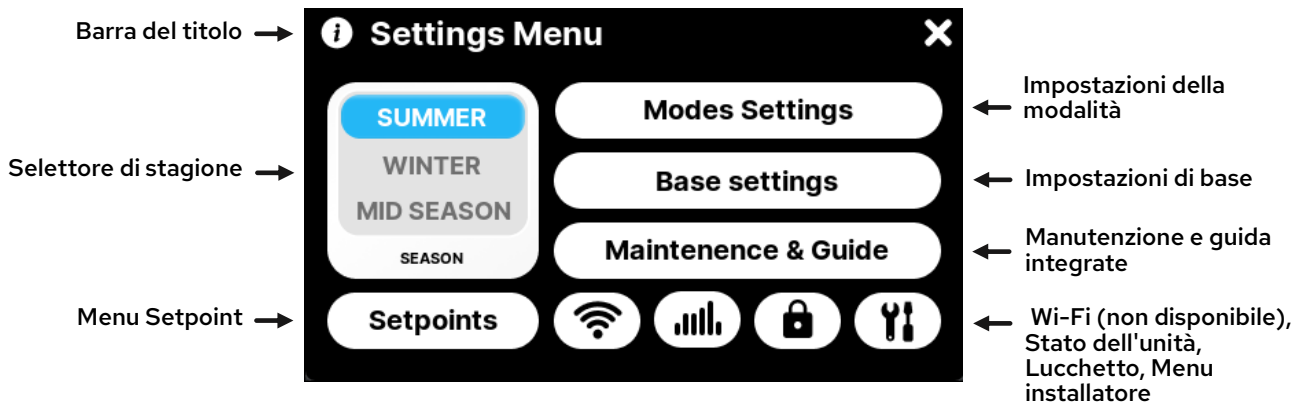 Barra del titolo
Settings Menu
Impostazioni della
modalità
SUMMER
WINTER
MID SEASON
SEASON
Modes Settings
Selettore di stagione
Base settings
Impostazioni di base
Maintenence & Guide
Manutenzione e guida
integrate
Menu Setpoint
Setpoints
Wi-Fi (non disponibile),
Stato dell'unità,
Lucchetto, Menu
installatore